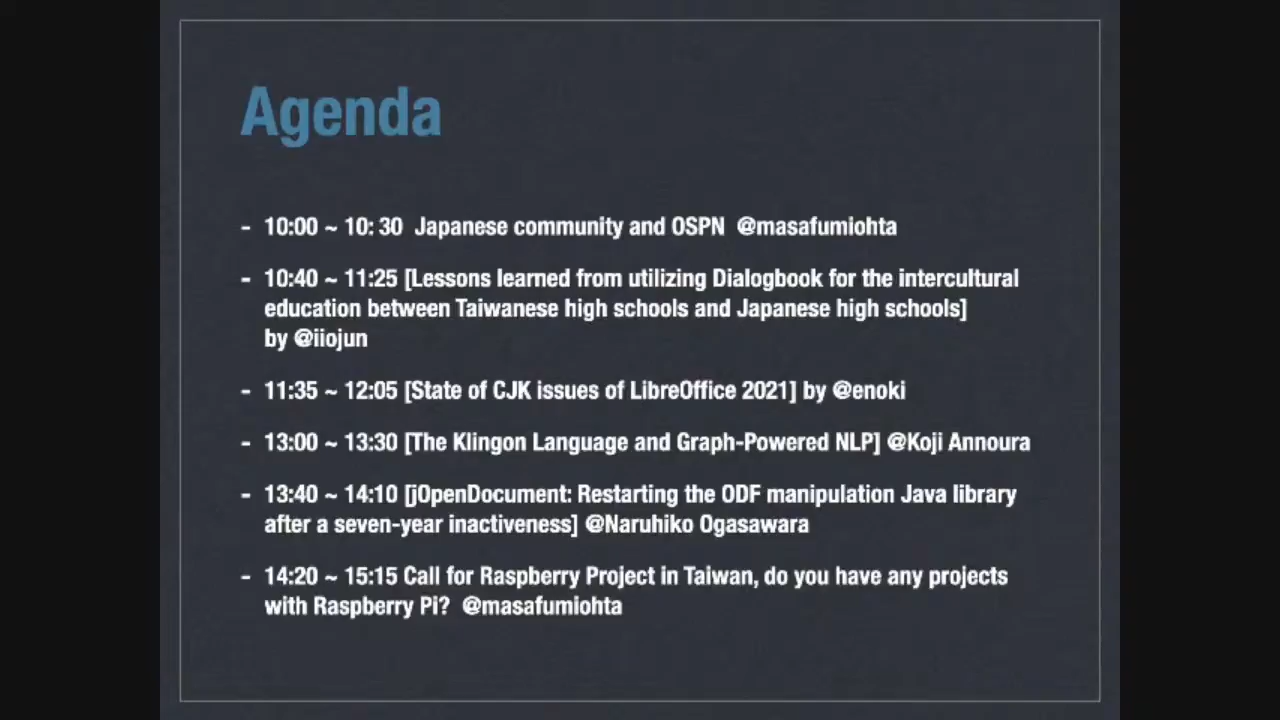 Agenda
- 10:00 ~ 10: 30 Japanese community and OSPN @masafumiohta
- 10:40 ~ 11:25 [Lessons learned from utilizing Dialogbook for the intercultural
education between Taiwanese high schools and Japanese high schools]
by @iiojun
- 11:35 ~ 12:05 [State of CJK issues of LibreOffice 2021] by @enoki
- 13:00 ~ 13:30 [The Klingon Language and Graph-Powered NLP] @Koji Annoura
- 13:40 ~ 14:10 [jOpenDocument: Restarting the ODF manipulation Java library
after a seven-year inactiveness] @Naruhiko Ogasawara
- 14:20 ~ 15:15 Call for Raspberry Project in Taiwan, do you have any projects
with Raspberry Pi? @masafumiohta